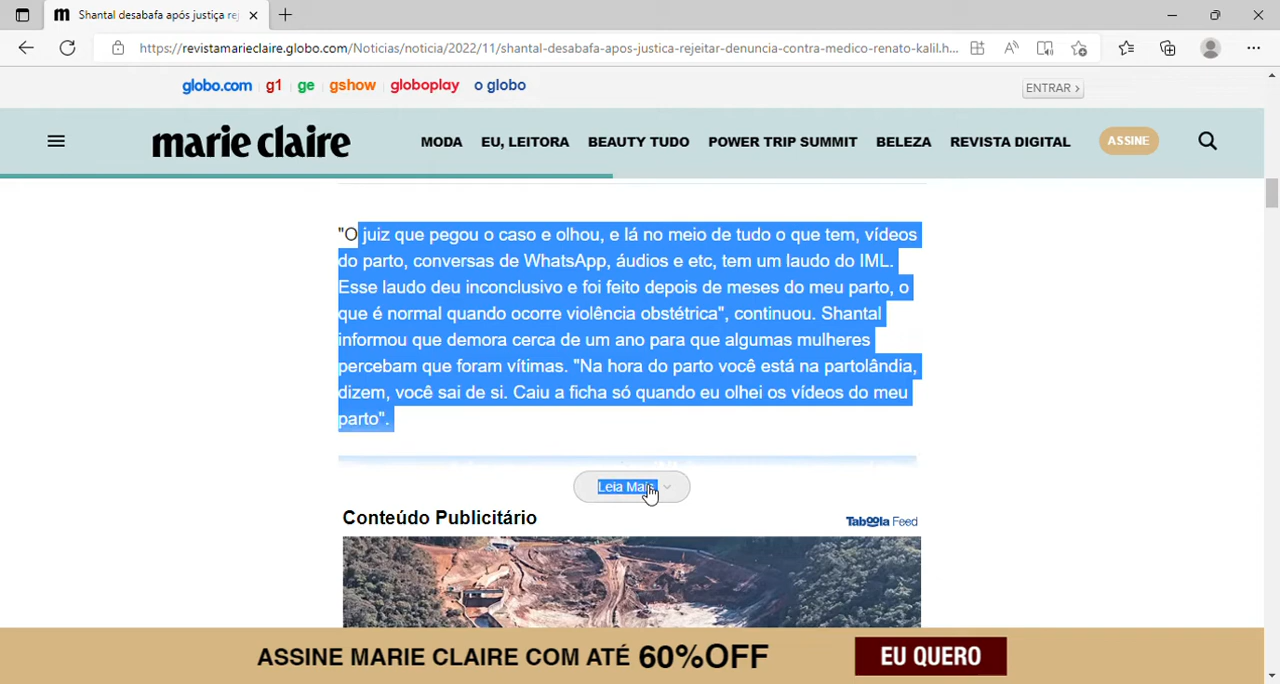 Shantal desabafa após justiça rej
https://revistamarieclaire.globo.com/Noticias/noticia/2022/11/shantal-desabafa-apos-justica-rejeitar-denuncia-contra-medico-renato-kalil.h...
globo.com g1 ge gshow globoplay o globo
ENTRAR >
marie claire MODA EU, LEITORA BEAUTY TUDO POWER TRIP SUMMIT BELEZA REVISTA DIGITAL ASSINE
"O juiz que pegou o caso e olhou, e lá no meio de tudo o que tem, vídeos
do parto, conversas de WhatsApp, áudios e etc, tem um laudo do IML.
Esse laudo deu inconclusivo e foi feito depois de meses do meu parto, o
que é normal quando ocorre violência obstétrica", continuou. Shantal
informou que demora cerca de um ano para que algumas mulheres
percebam que foram vítimas. "Na hora do parto você está na partolândia,
dizem, você sai de si. Caiu a ficha só quando eu olhei os vídeos do meu
parto".
Leia Mais
Conteúdo Publicitário Taboola Feed
ASSINE MARIE CLAIRE COM ATÉ 60%OFF EU QUERO